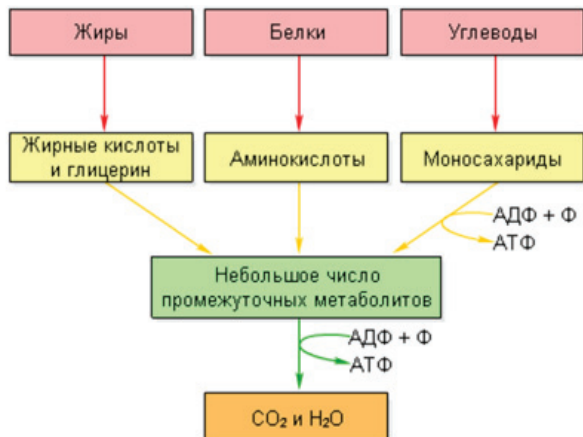 Жиры
Белки
Углеводы
Жирные кислоты
и глицерин
Аминокислоты
Моносахариды
АДФ + Ф
АТФ
Небольшое число
промежуточных метаболитов
АДФ + Ф
АТФ
CO₂ и H₂O